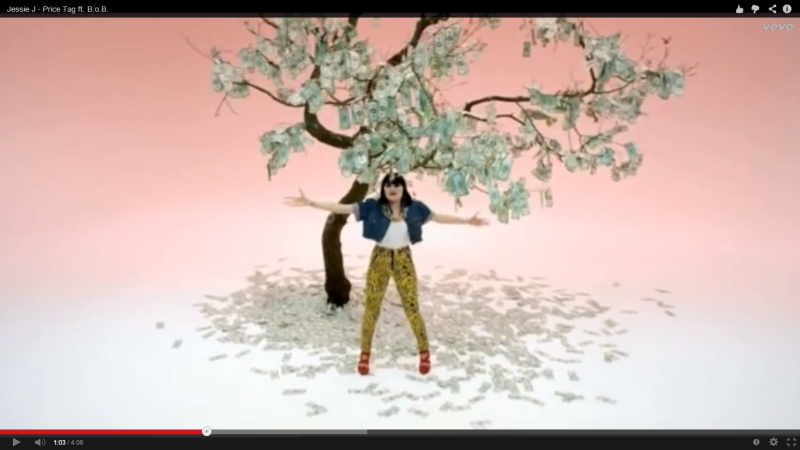 Jessie J - Price Tag ft. B.o.B.
vevo
1:03 / 4:06